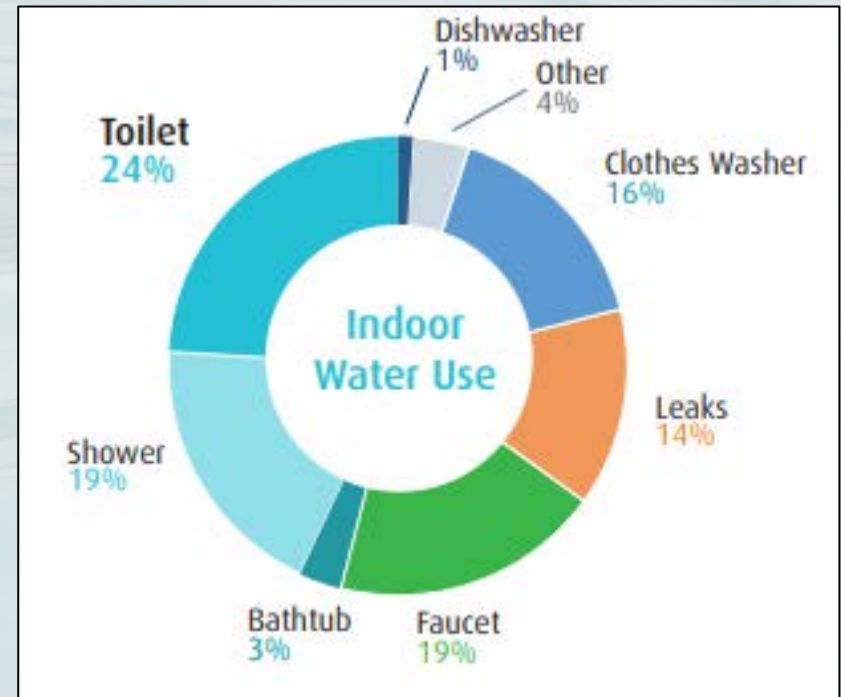 Dishwasher
1%
Other
4%
Toilet
24%
Clothes Washer
16%
Indoor
Water Use
Leaks
14%
Shower
19%
Bathtub
3%
Faucet
19%